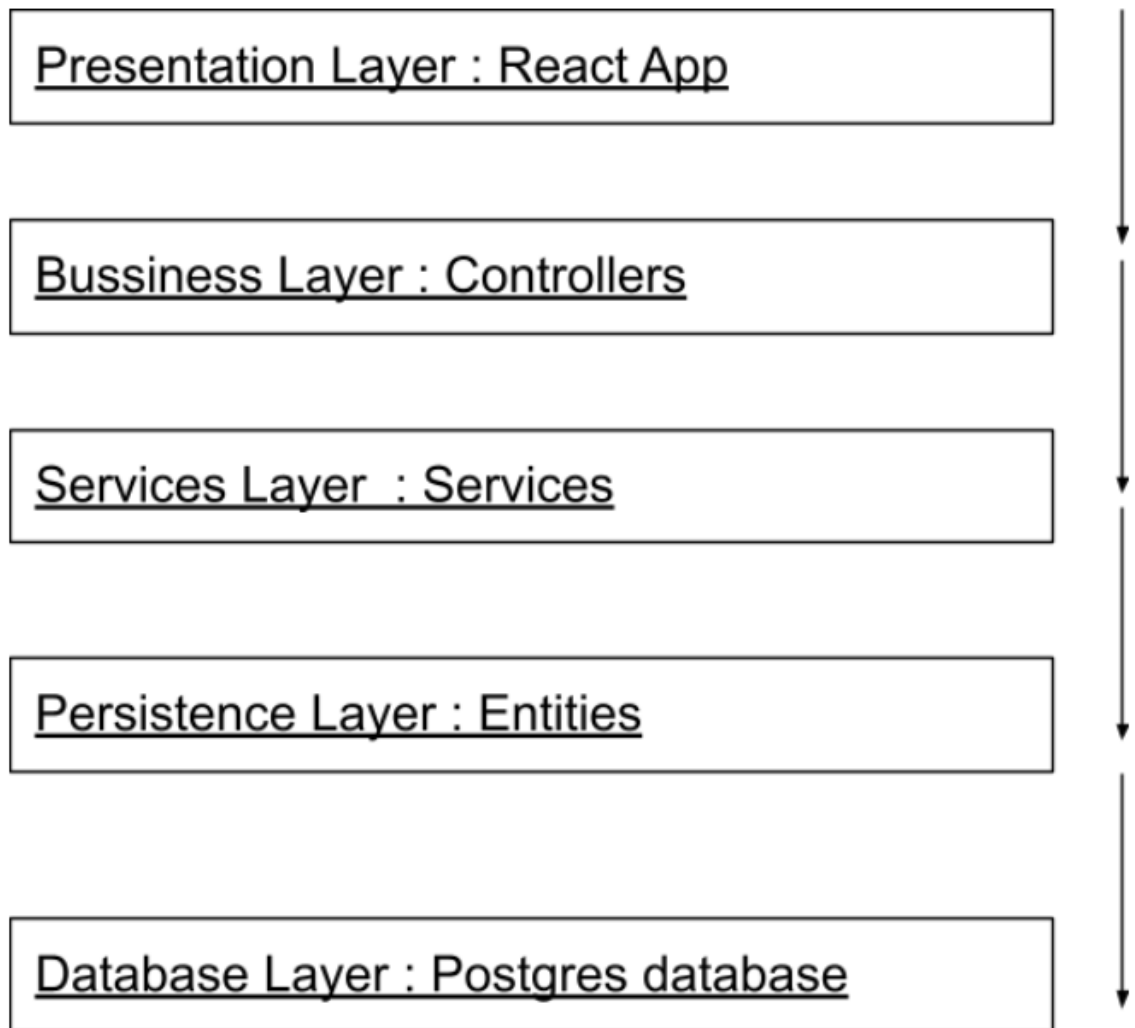 Presentation Layer : React App
Bussiness Layer : Controllers
Services Layer  : Services
Persistence Layer : Entities
Database Layer : Postgres database